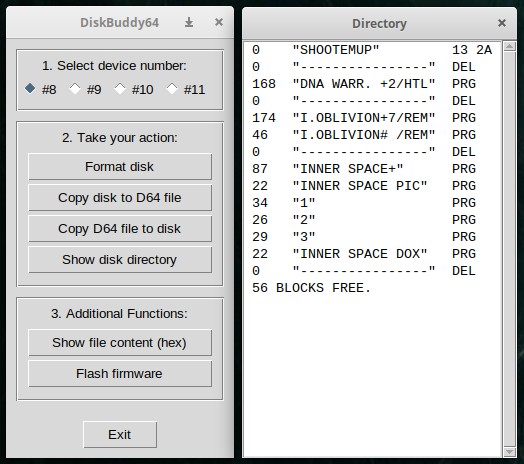 DiskBuddy64
1. Select device number:
#8 #9 #10 #11
2. Take your action:
Format disk
Copy disk to D64 file
Copy D64 file to disk
Show disk directory
3. Additional Functions:
Show file content (hex)
Flash firmware
Exit
Directory
0 "SHOOTEMUP" 13 2A
0 "----------------" DEL
168 "DNA WARR. +2/HTL" PRG
0 "----------------" DEL
174 "I.OBLIVION+7/REM" PRG
46 "I.OBLIVION# /REM" PRG
0 "----------------" DEL
87 "INNER SPACE+" PRG
22 "INNER SPACE PIC" PRG
34 "1" PRG
26 "2" PRG
29 "3" PRG
22 "INNER SPACE DOX" PRG
0 "----------------" DEL
56 BLOCKS FREE.